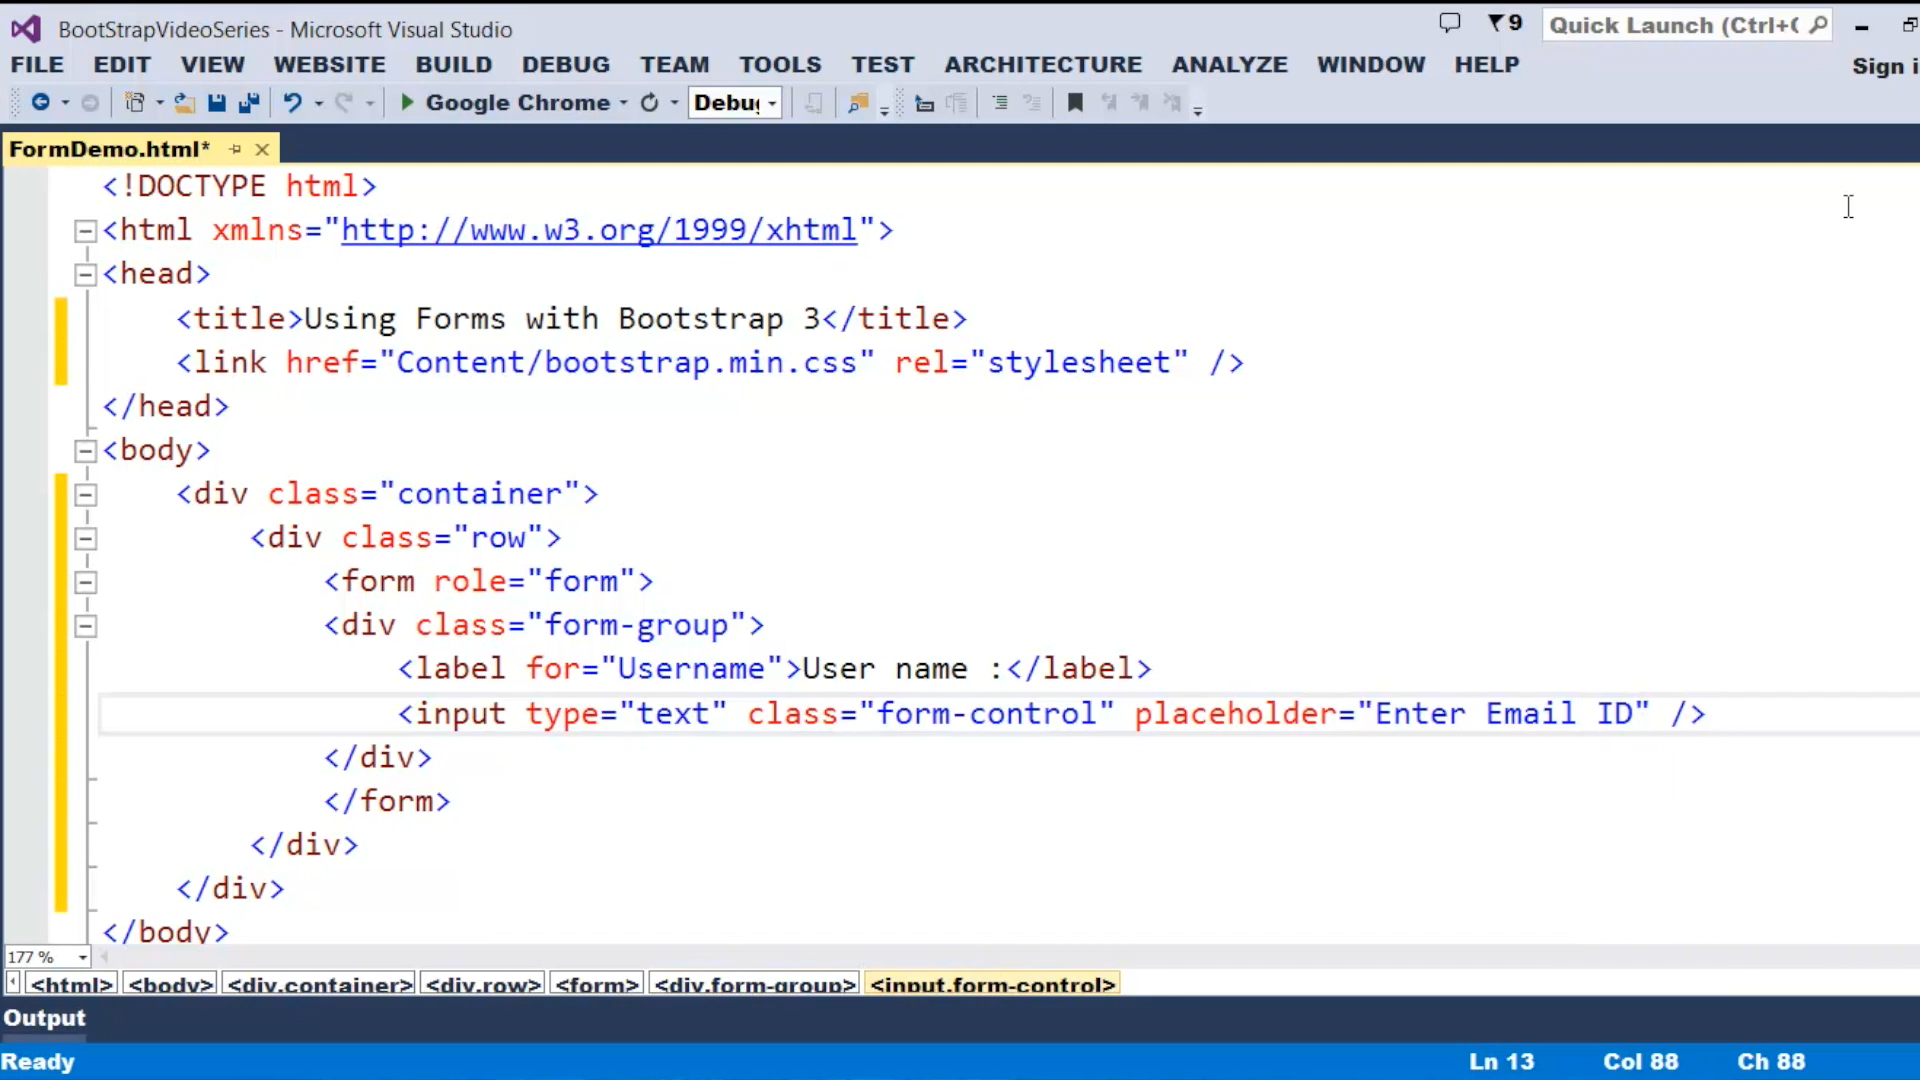 BootStrapVideoSeries - Microsoft Visual Studio
9
Quick Launch (Ctrl+
FILE EDIT VIEW WEBSITE BUILD DEBUG TEAM TOOLS TEST ARCHITECTURE ANALYZE WINDOW HELP
Sign i
Google Chrome
Debug
FormDemo.html*
<!DOCTYPE html>
<html xmlns="http://www.w3.org/1999/xhtml">
<head>
<title>Using Forms with Bootstrap 3</title>
<link href="Content/bootstrap.min.css" rel="stylesheet" />
</head>
<body>
<div class="container">
<div class="row">
<form role="form">
<div class="form-group">
<label for="Username">User name :</label>
<input type="text" class="form-control" placeholder="Enter Email ID" />
</div>
</form>
</div>
</div>
</body>
177 %
<html> <body> <div.container> <div.row> <form> <div.form-group> <input.form-control>
Output
Ready
Ln 13 Col 88 Ch 88